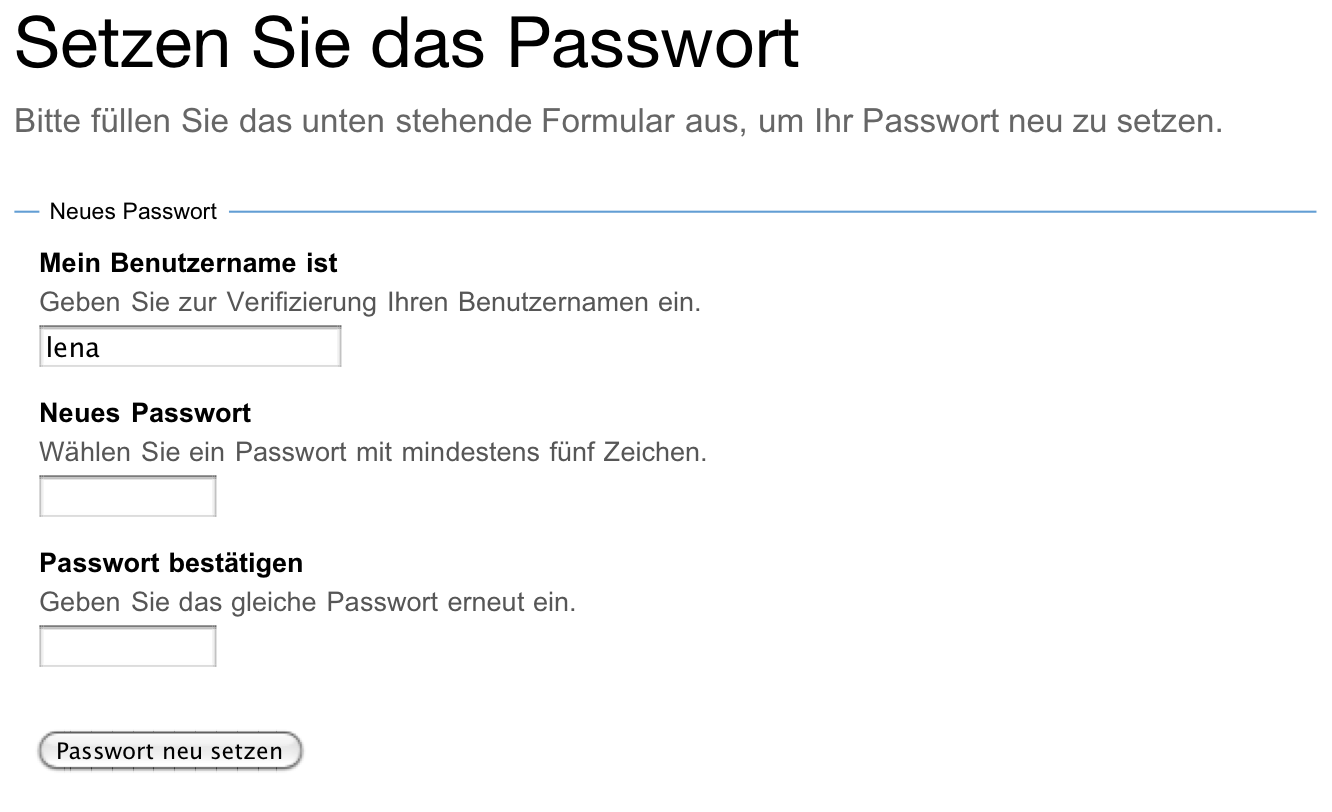 Setzen Sie das Passwort
Bitte füllen Sie das unten stehende Formular aus, um Ihr Passwort neu zu setzen.
Neues Passwort
Mein Benutzername ist
Geben Sie zur Verifizierung Ihren Benutzernamen ein.
lena
Neues Passwort
Wählen Sie ein Passwort mit mindestens fünf Zeichen.
Passwort bestätigen
Geben Sie das gleiche Passwort erneut ein.
Passwort neu setzen